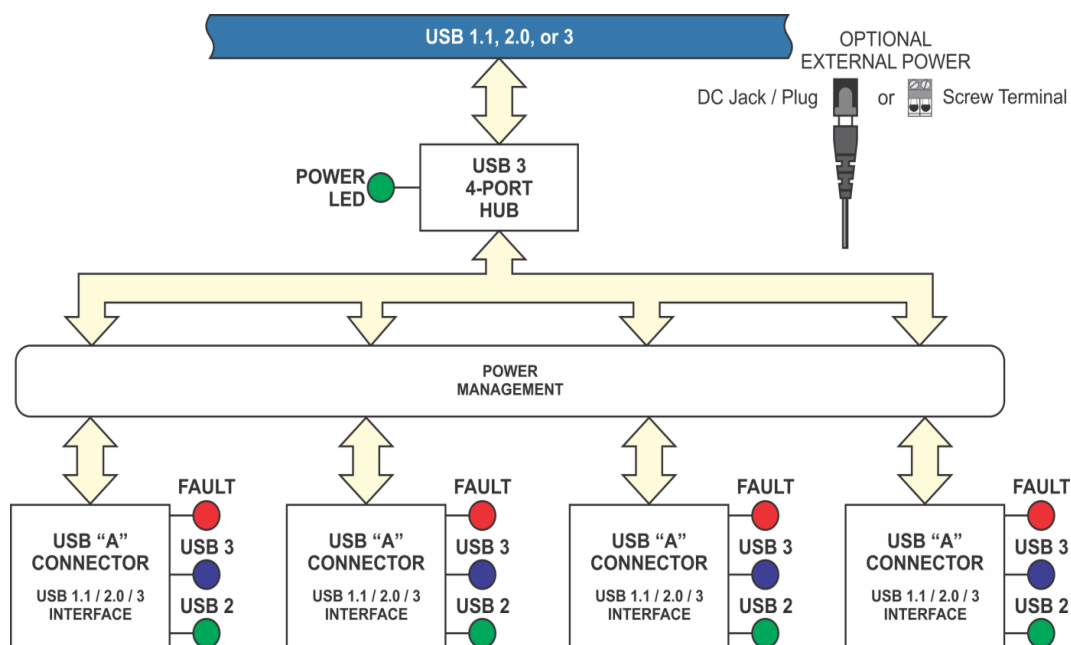 USB 1.1, 2.0, or 3
OPTIONAL
EXTERNAL POWER
DC Jack / Plug or Screw Terminal
POWER
LED
USB 3
4-PORT
HUB
POWER
MANAGEMENT
FAULT
USB 3
USB 2
USB “A”
CONNECTOR
USB 1.1 / 2.0 / 3
INTERFACE
FAULT
USB 3
USB 2
USB “A”
CONNECTOR
USB 1.1 / 2.0 / 3
INTERFACE
FAULT
USB 3
USB 2
USB “A”
CONNECTOR
USB 1.1 / 2.0 / 3
INTERFACE
FAULT
USB 3
USB 2
USB “A”
CONNECTOR
USB 1.1 / 2.0 / 3
INTERFACE